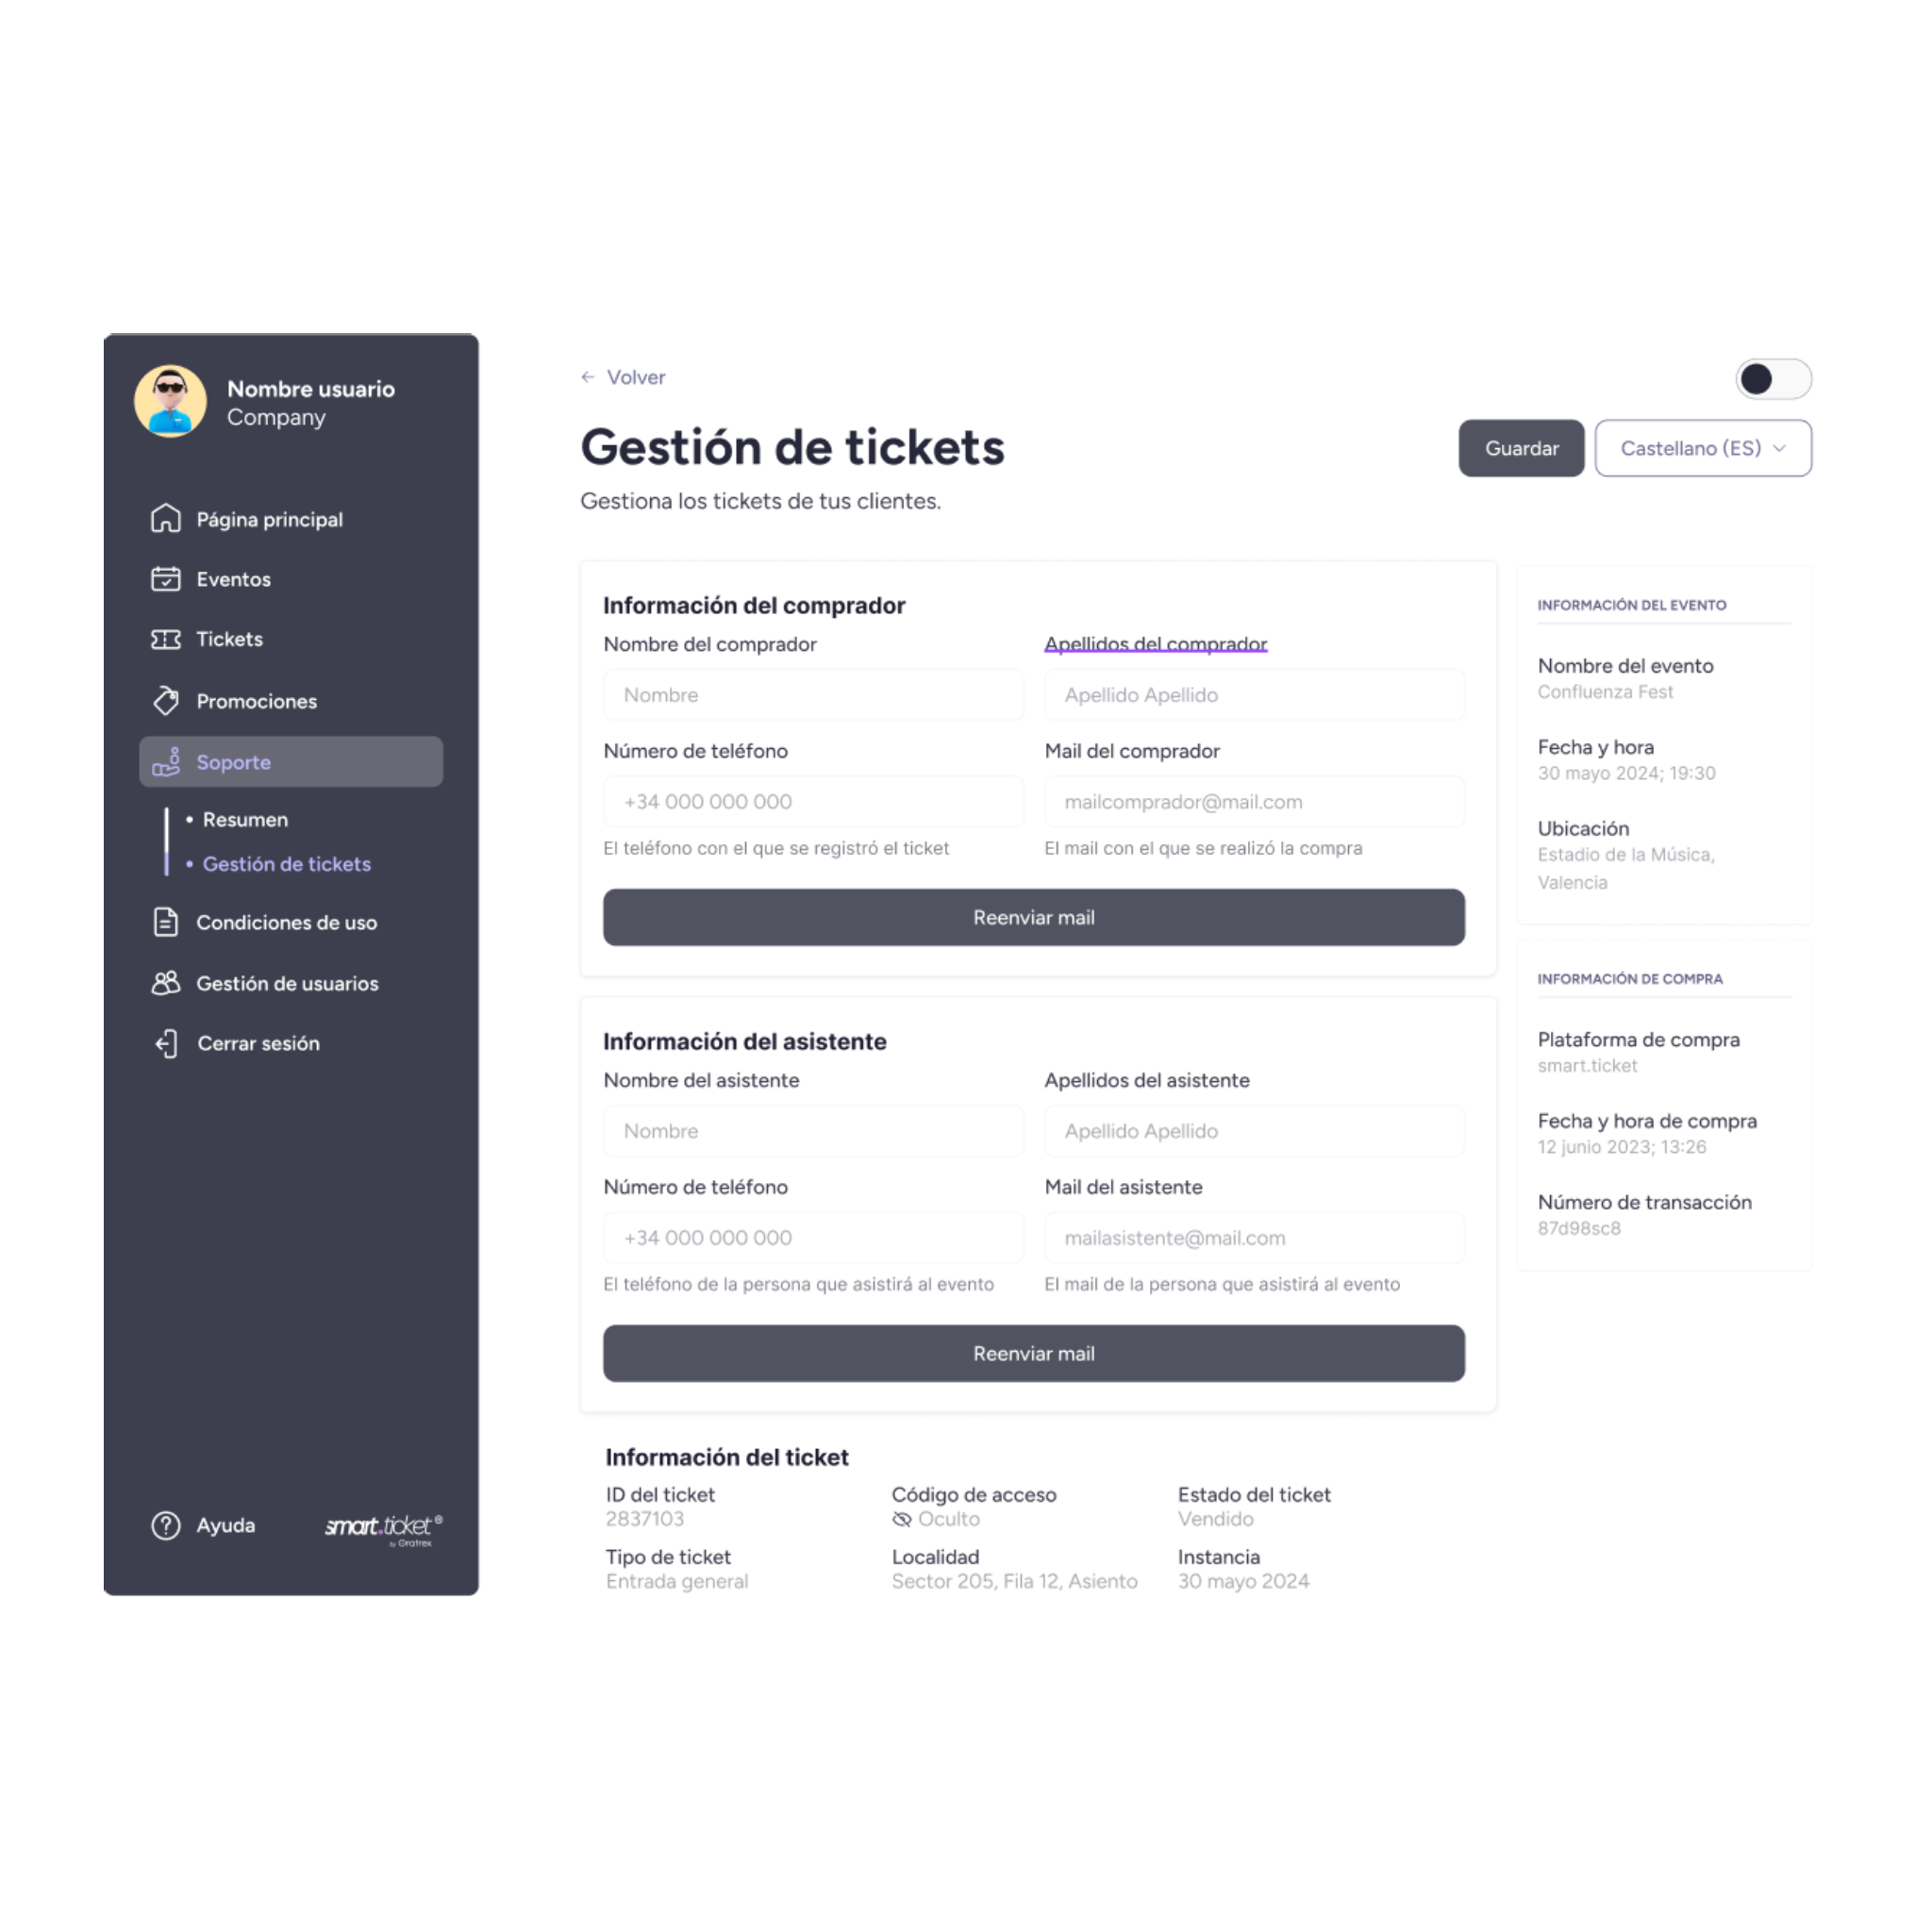 Nombre usuario
Company
Página principal
Eventos
Tickets
Promociones
Soporte
• Resumen
• Gestión de tickets
Condiciones de uso
Gestión de usuarios
Cerrar sesión
Ayuda
smart.ticket®
by Gratrex
← Volver
Gestión de tickets
Guardar
Castellano (ES)
Gestiona los tickets de tus clientes.
Información del comprador
Nombre del comprador
Apellidos del comprador
Nombre
Apellido Apellido
Número de teléfono
Mail del comprador
+34 000 000 000
mailcomprador@mail.com
El teléfono con el que se registró el ticket
El mail con el que se realizó la compra
Reenviar mail
Información del asistente
Nombre del asistente
Apellidos del asistente
Nombre
Apellido Apellido
Número de teléfono
Mail del asistente
+34 000 000 000
mailasistente@mail.com
El teléfono de la persona que asistirá al evento
El mail de la persona que asistirá al evento
Reenviar mail
Información del ticket
ID del ticket
Código de acceso
Estado del ticket
2837103
Oculto
Vendido
Tipo de ticket
Localidad
Instancia
Entrada general
Sector 205, Fila 12, Asiento
30 mayo 2024
INFORMACIÓN DEL EVENTO
Nombre del evento
Confluenza Fest
Fecha y hora
30 mayo 2024; 19:30
Ubicación
Estadio de la Música,
Valencia
INFORMACIÓN DE COMPRA
Plataforma de compra
smart.ticket
Fecha y hora de compra
12 junio 2023; 13:26
Número de transacción
87d98sc8